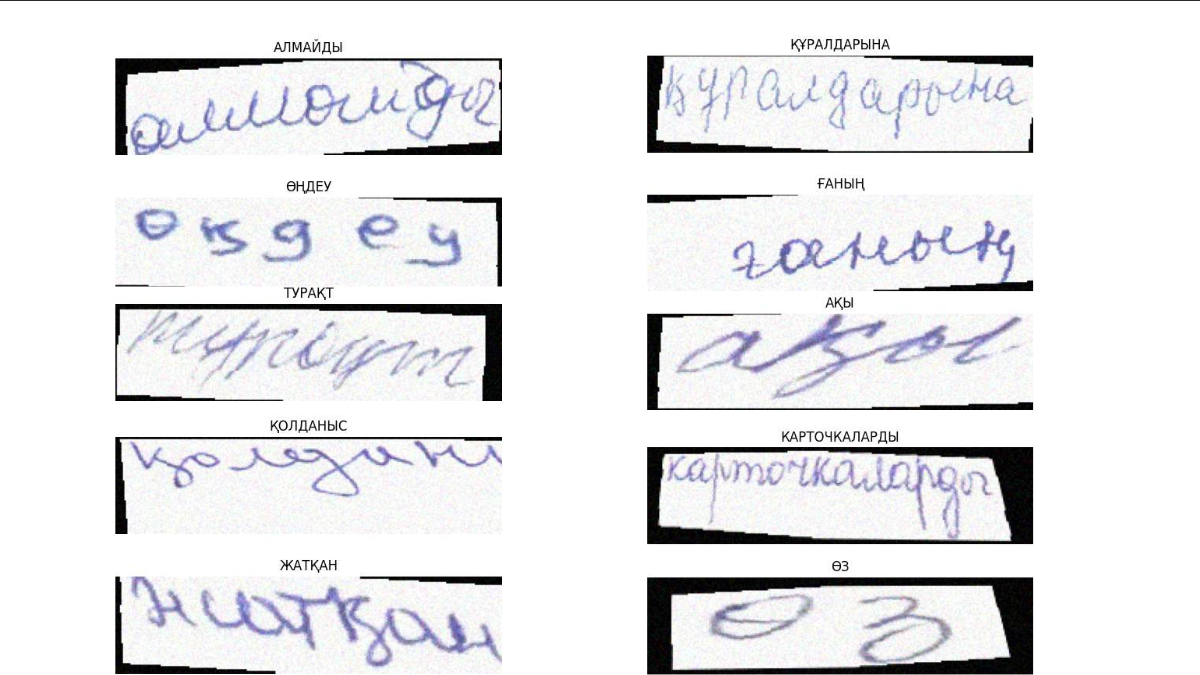 АЛМАЙДЫ
алмайды
ҚҰРАЛДАРЫНА
құралдарына
ӨҢДЕУ
өңдеу
ҒАНЫҢ
ғаның
ТУРАҚТ
турақт
АҚЫ
ақы
ҚОЛДАНЫС
қолдані
КАРТОЧКАЛАРДЫ
карточкаларды
ЖАТҚАН
жатқан
ӨЗ
өз